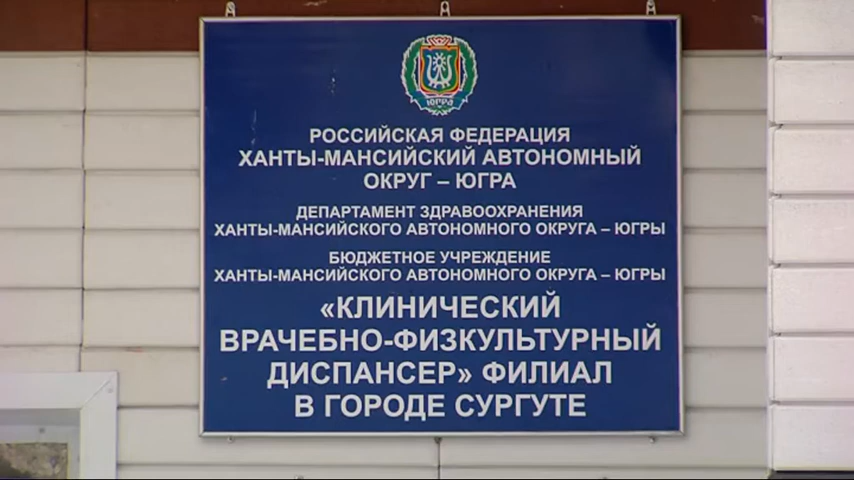 ЮГРА
РОССИЙСКАЯ ФЕДЕРАЦИЯ
ХАНТЫ-МАНСИЙСКИЙ АВТОНОМНЫЙ
ОКРУГ – ЮГРА
ДЕПАРТАМЕНТ ЗДРАВООХРАНЕНИЯ
ХАНТЫ-МАНСИЙСКОГО АВТОНОМНОГО ОКРУГА – ЮГРЫ
БЮДЖЕТНОЕ УЧРЕЖДЕНИЕ
ХАНТЫ-МАНСИЙСКОГО АВТОНОМНОГО ОКРУГА – ЮГРЫ
«КЛИНИЧЕСКИЙ
ВРАЧЕБНО-ФИЗКУЛЬТУРНЫЙ
ДИСПАНСЕР» ФИЛИАЛ
В ГОРОДЕ СУРГУТЕ